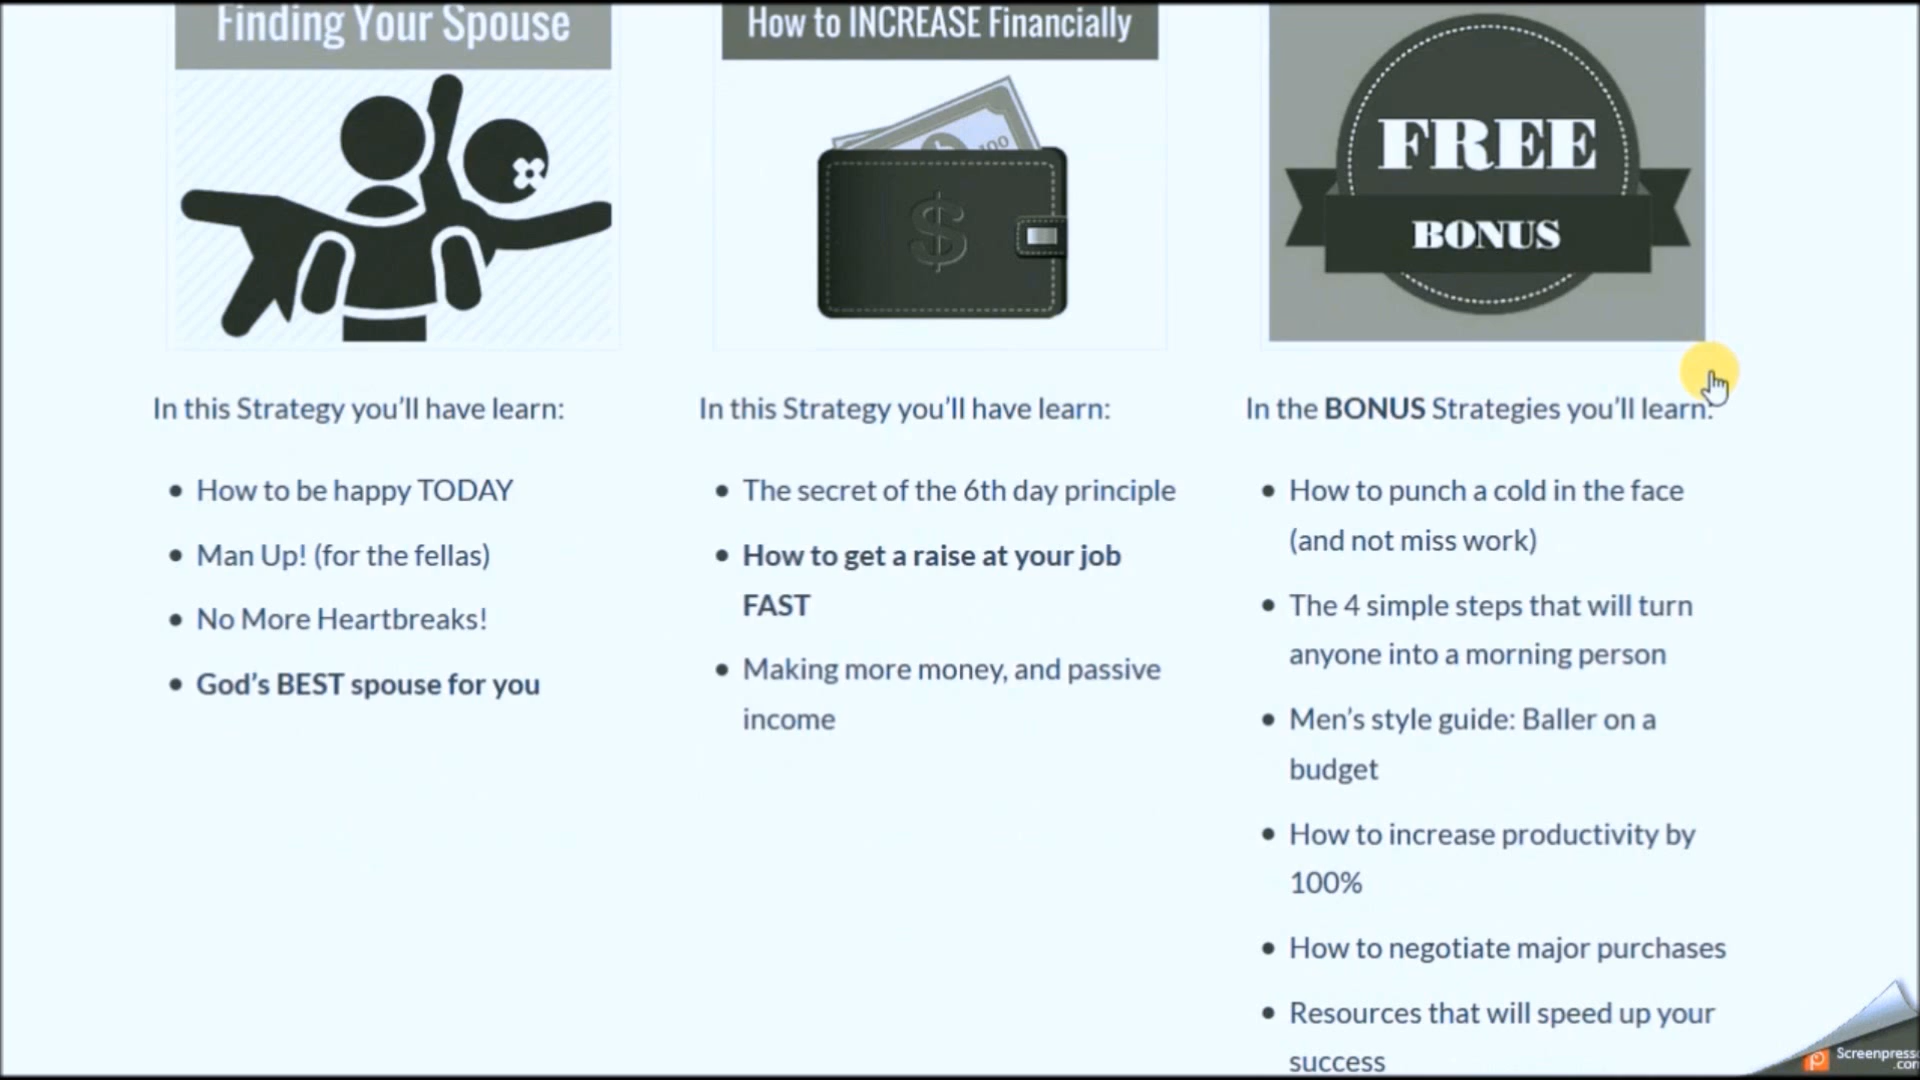 Finding Your Spouse
How to INCREASE Financially
100
$
FREE
BONUS
In this Strategy you'll have learn:
How to be happy TODAY
Man Up! (for the fellas)
No More Heartbreaks!
God's BEST spouse for you
In this Strategy you'll have learn:
The secret of the 6th day principle
How to get a raise at your job
FAST
Making more money, and passive
income
In the BONUS Strategies you'll learn:
How to punch a cold in the face
(and not miss work)
The 4 simple steps that will turn
anyone into a morning person
Men's style guide: Baller on a
budget
How to increase productivity by
100%
How to negotiate major purchases
Resources that will speed up your
success
Screenpresso
.com